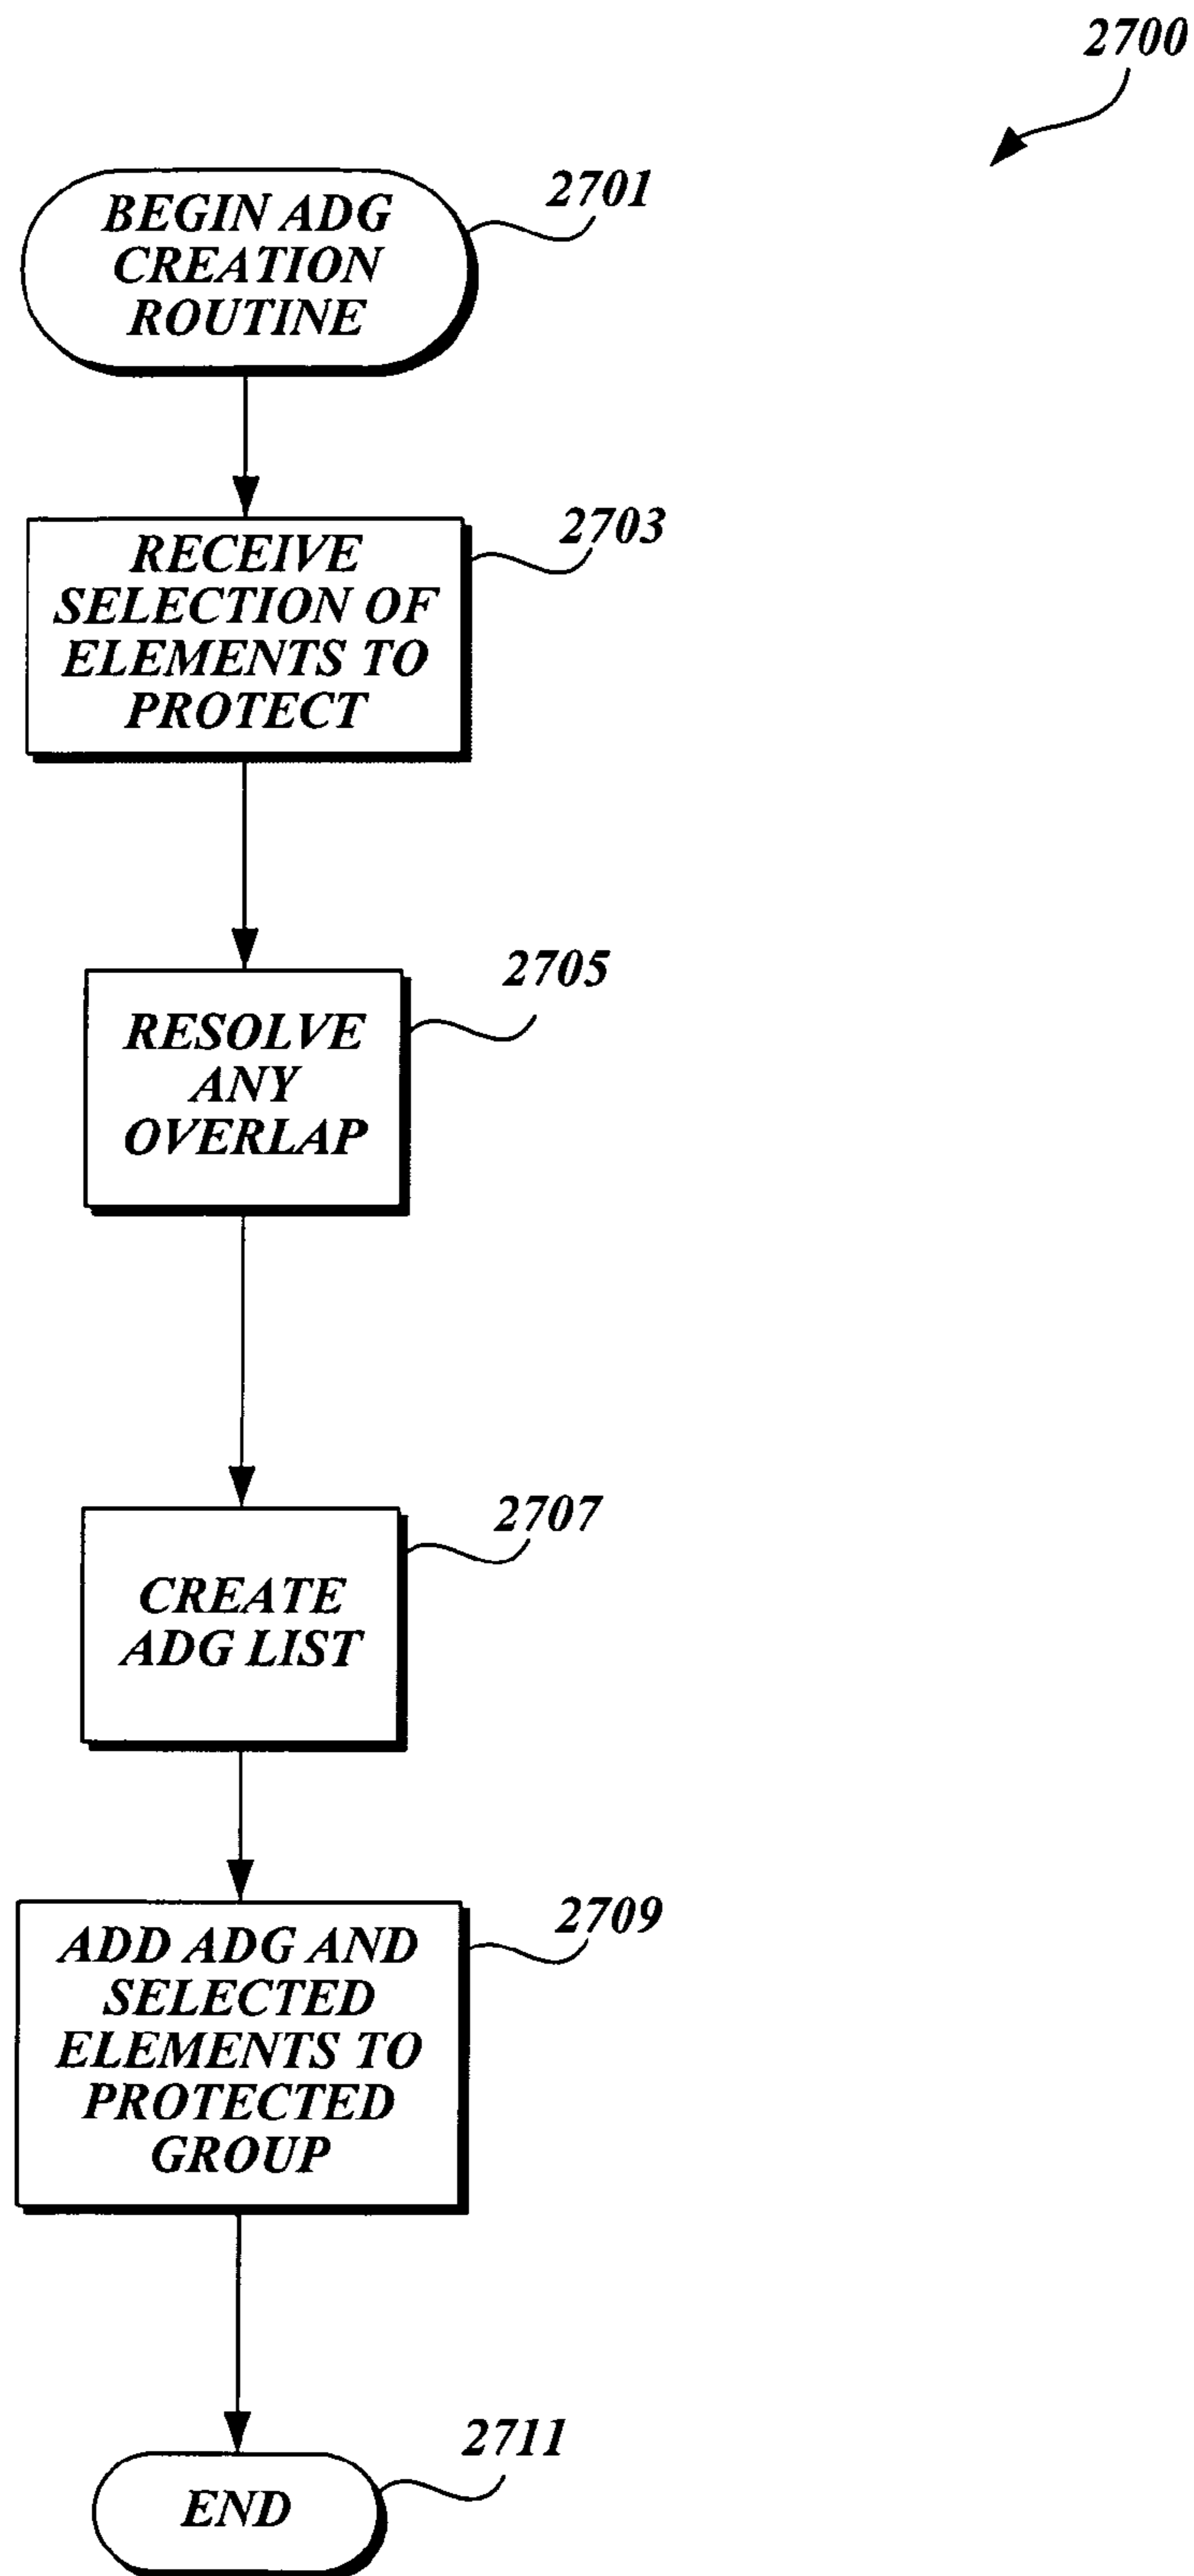 2700
BEGIN ADG
CREATION
ROUTINE
2701
RECEIVE
SELECTION OF
ELEMENTS TO
PROTECT
2703
RESOLVE
ANY
OVERLAP
2705
CREATE
ADG LIST
2707
ADD ADG AND
SELECTED
ELEMENTS TO
PROTECTED
GROUP
2709
END
2711